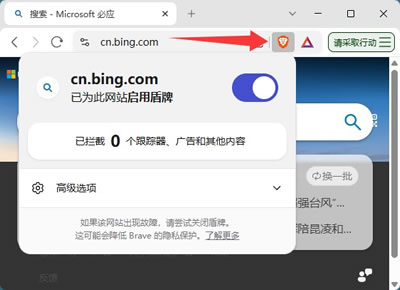 搜索 - Microsoft 必应
cn.bing.com
请采取行动
cn.bing.com
已为此网站启用盾牌
已拦截 0 个跟踪器、广告和其他内容
换一批
高级选项
强台风”...
陪昆凌和...
如果该网站出现故障，请尝试关闭盾牌。
这可能会降低 Brave 的隐私保护。了解更多
反馈